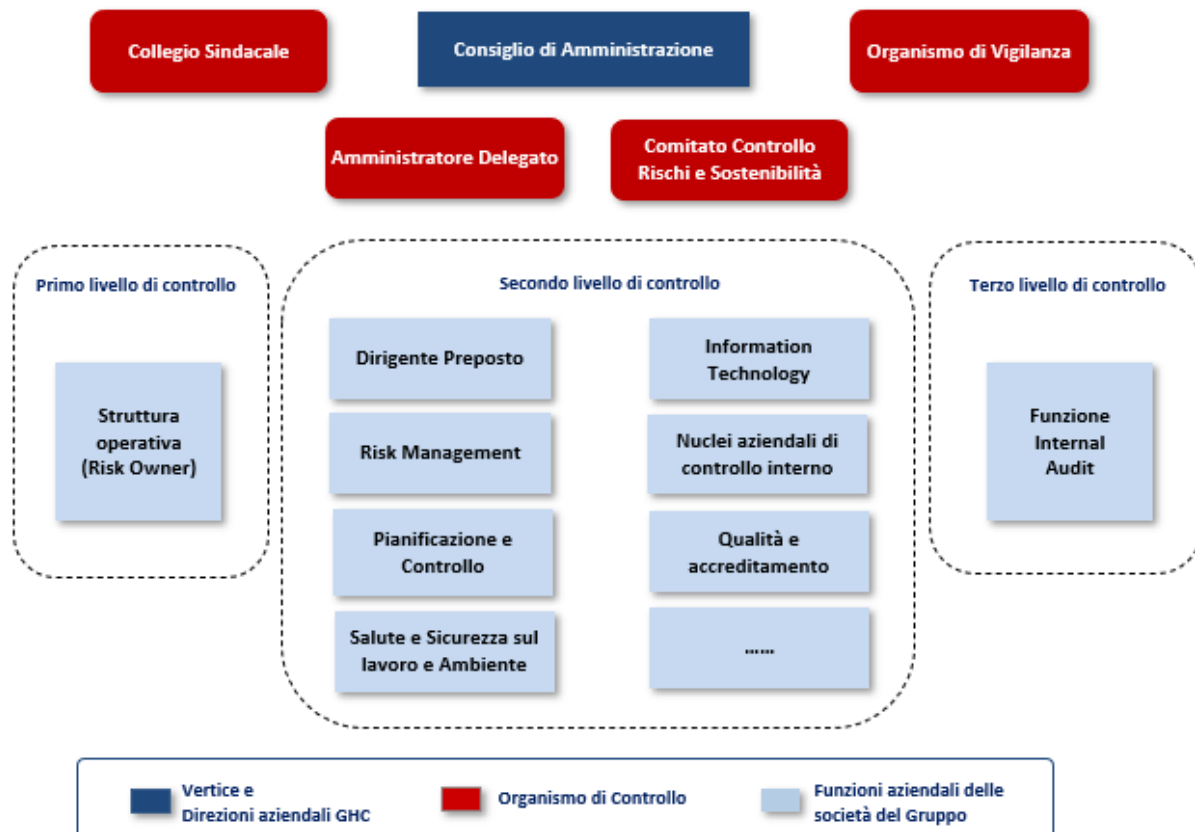 Collegio Sindacale
Consiglio di Amministrazione
Organismo di Vigilanza
Amministratore Delegato
Comitato Controllo
Rischi e Sostenibilità
Primo livello di controllo
Struttura
operativa
(Risk Owner)
Secondo livello di controllo
Dirigente Preposto
Information
Technology
Risk Management
Nuclei aziendali di
controllo interno
Pianificazione e
Controllo
Qualità e
accreditamento
Salute e Sicurezza sul
lavoro e Ambiente
......
Terzo livello di controllo
Funzione
Internal
Audit
Vertice e
Direzioni aziendali GHC
Organismo di Controllo
Funzioni aziendali delle
società del Gruppo